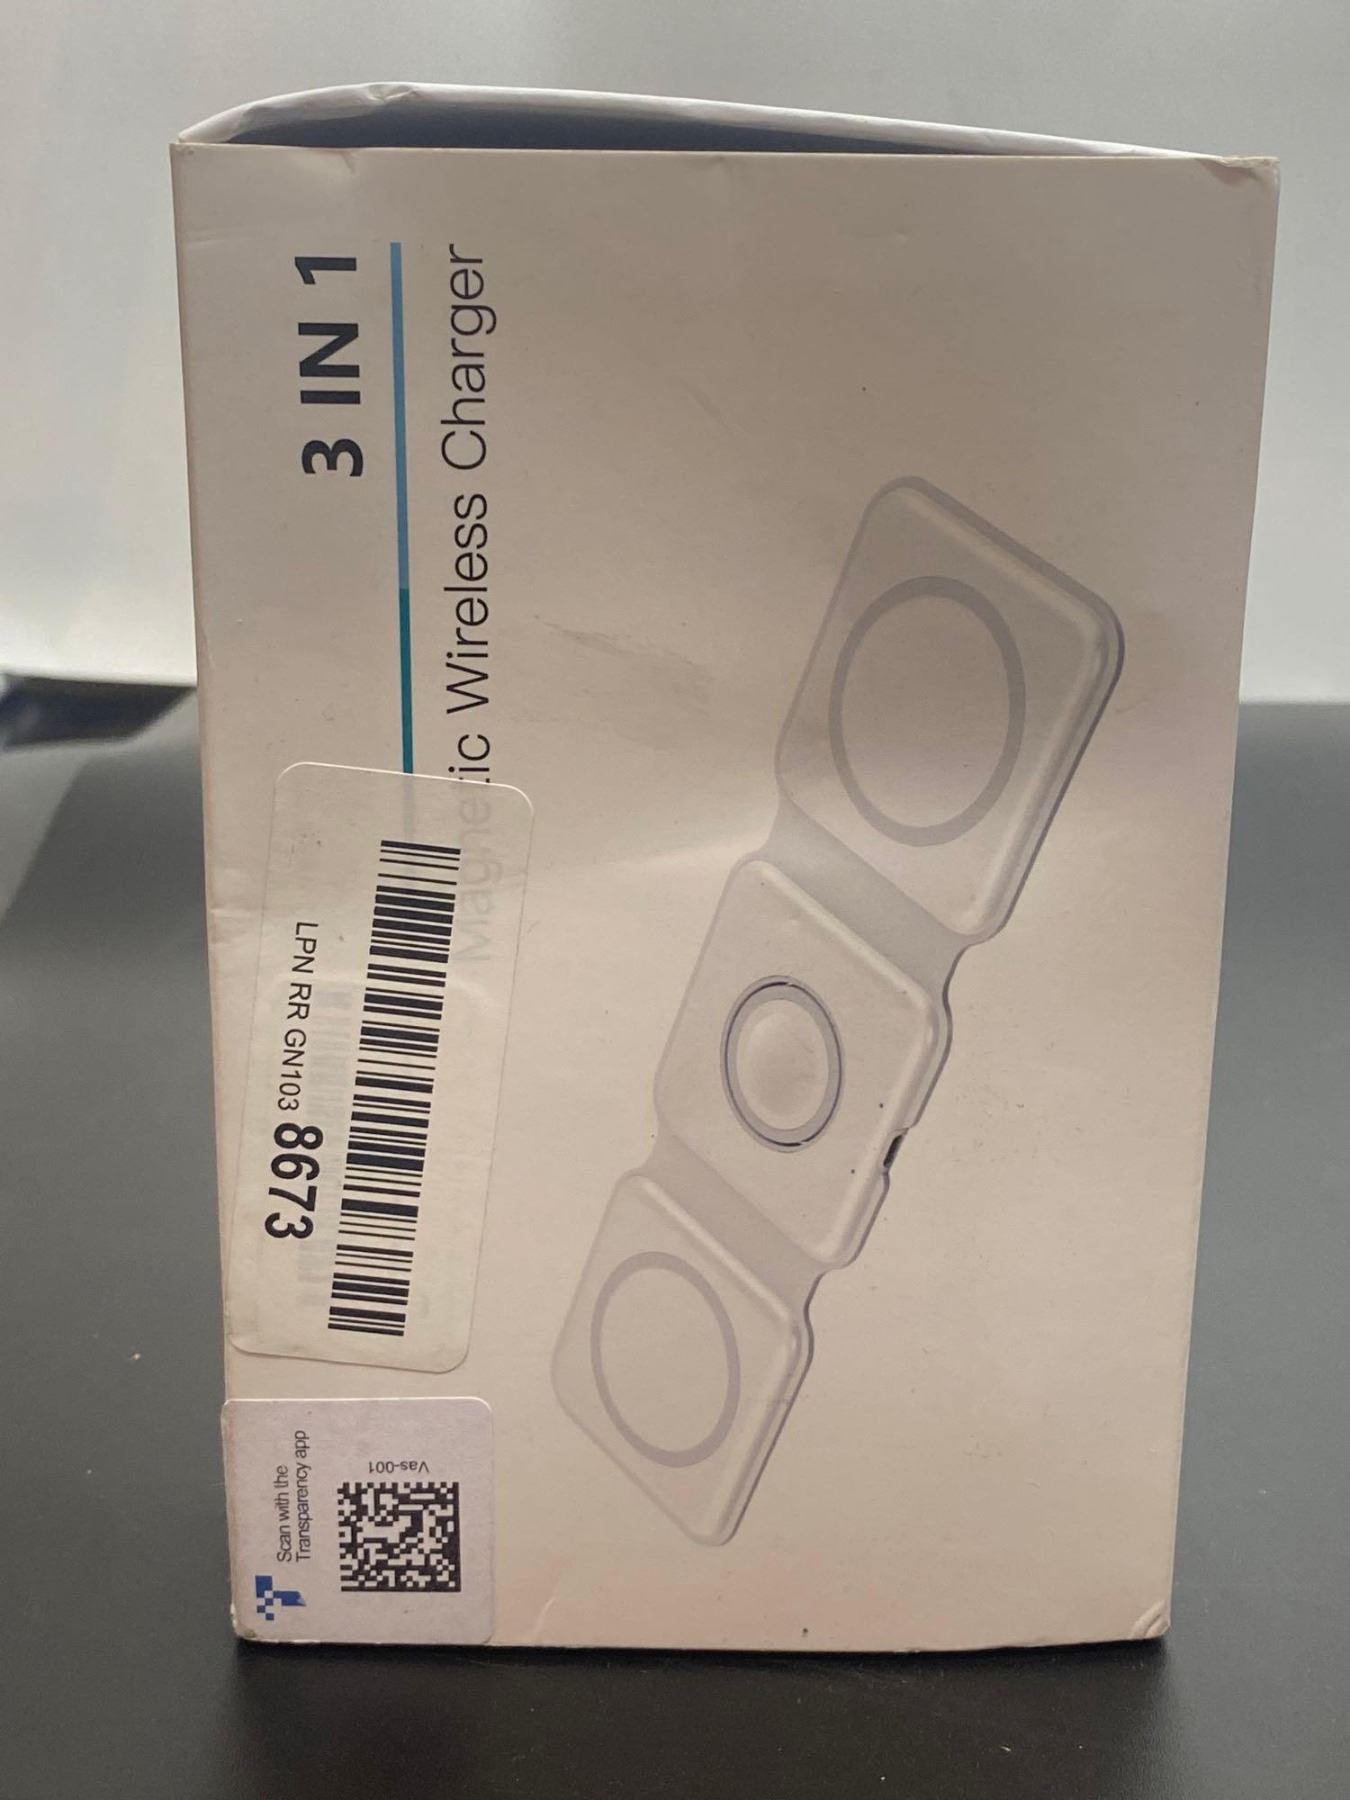 3 IN 1
Magnetic Wireless Charger
LPN RR GN103 8673
Scan with the
Transparency app
Vas-001